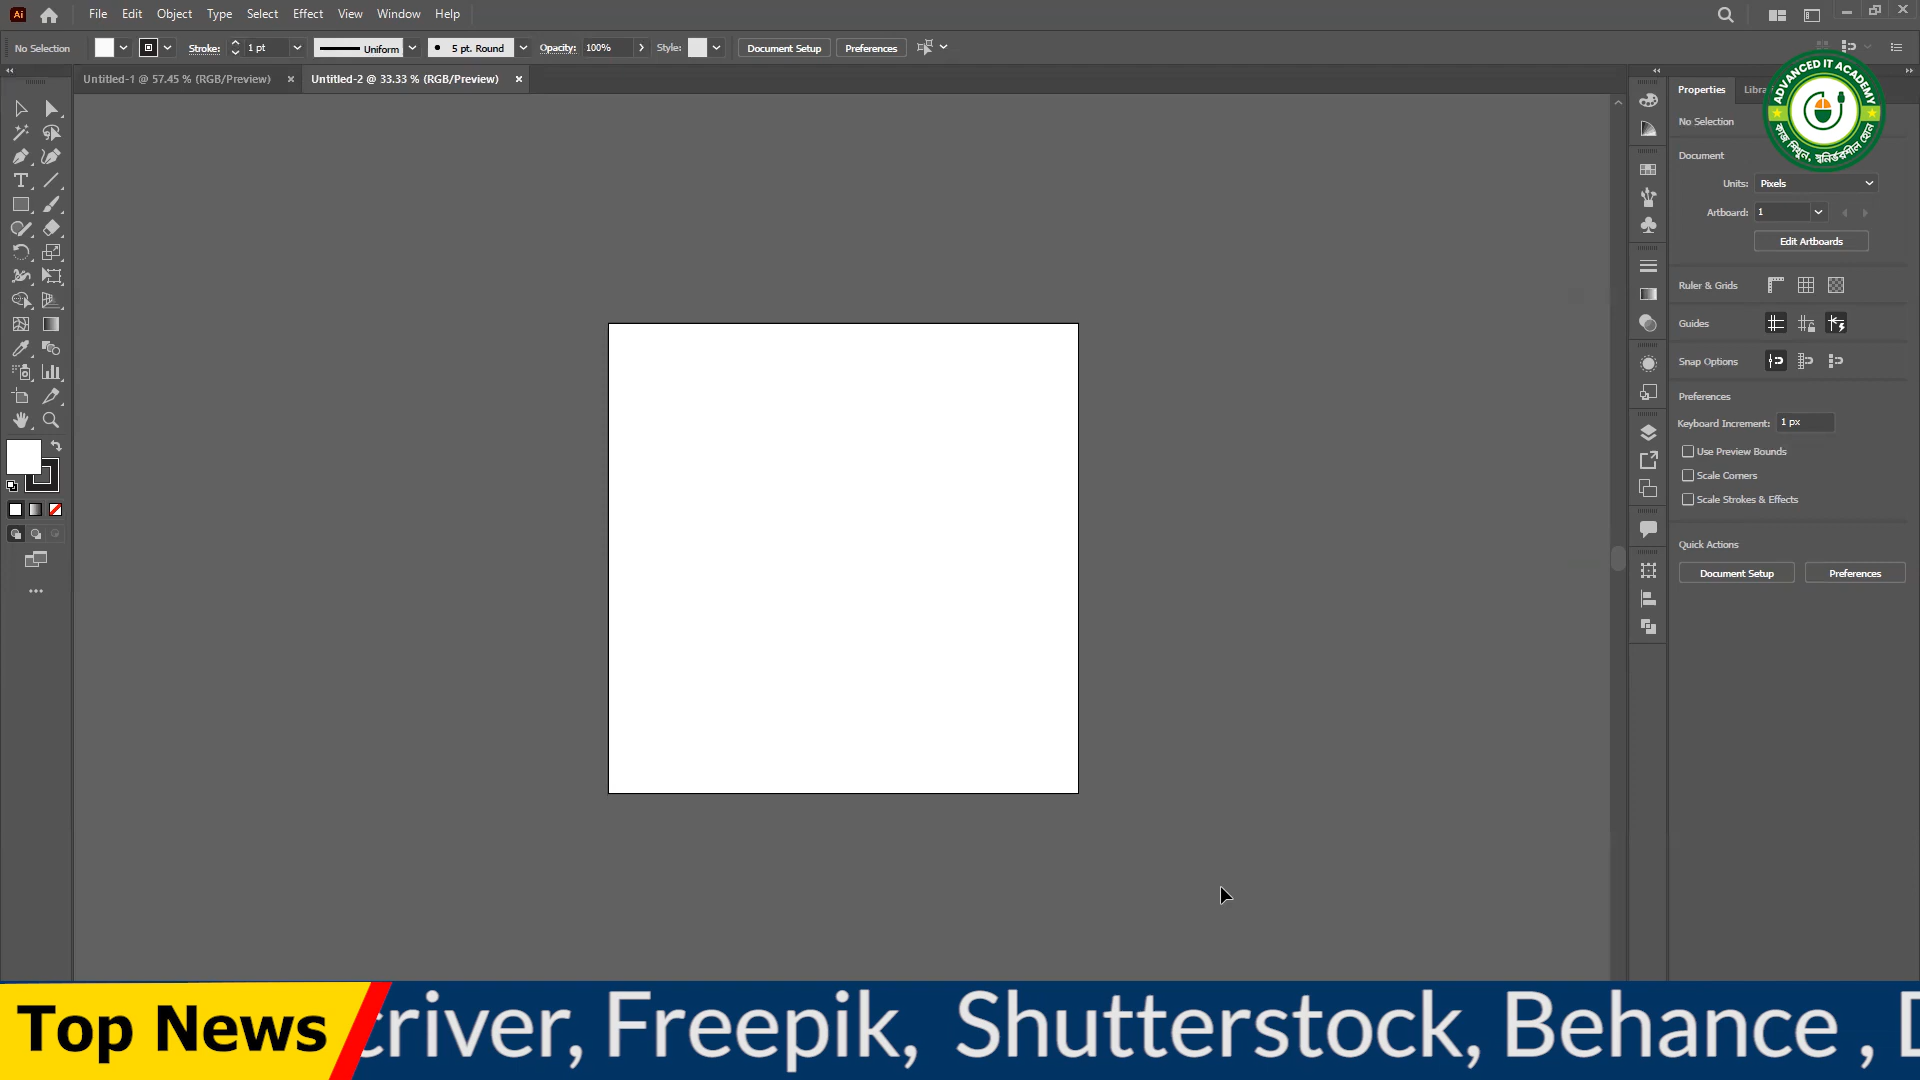 Ai File Edit Object Type Select Effect View Window Help
No Selection Stroke: 1 pt Uniform 5 pt. Round Opacity: 100% Style: Document Setup Preferences
Untitled-1 @ 57.45 % (RGB/Preview) × Untitled-2 @ 33.33 % (RGB/Preview) ×
Properties
ADVANCED IT ACADEMY
কাজ শিখুন, স্বনির্ভরশীল হোন
No Selection
Document
Units: Pixels
Artboard: 1
Edit Artboards
Ruler & Grids
Guides
Snap Options
Preferences
Keyboard Increment: 1 px
Use Preview Bounds
Scale Corners
Scale Strokes & Effects
Quick Actions
Document Setup Preferences
Top News criver, Freepik, Shutterstock, Behance , D